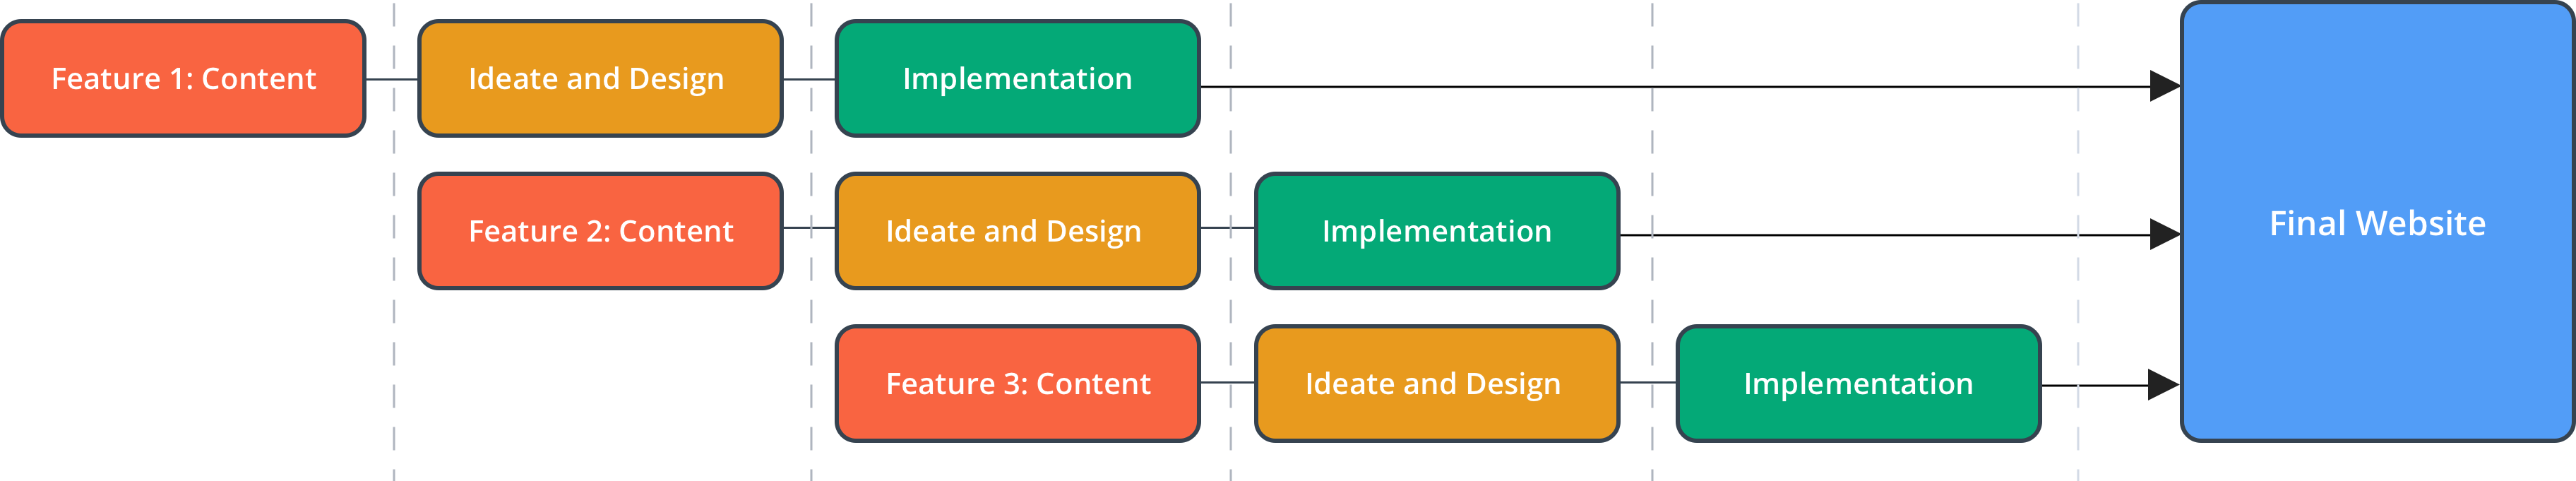 Feature 1: Content
Ideate and Design
Implementation
Feature 2: Content
Ideate and Design
Implementation
Final Website
Feature 3: Content
Ideate and Design
Implementation